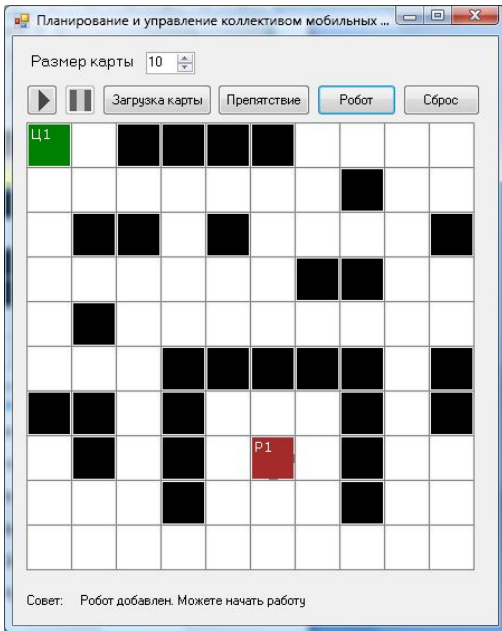 Планирование и управление коллективом мобильных ...
Размер карты 10
Загрузка карты Препятствие Робот Сброс
Ц1
Р1
Совет: Робот добавлен. Можете начать работу